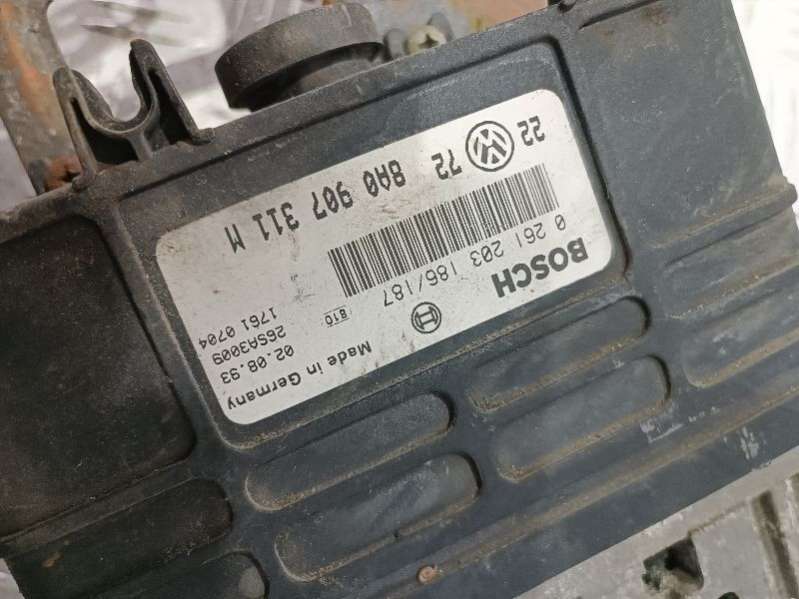 BOSCH
0 261 203 186/187
Made in Germany
02.08.93
26SA3009
1761 0704
B10
22 72 8A0 907 311 M